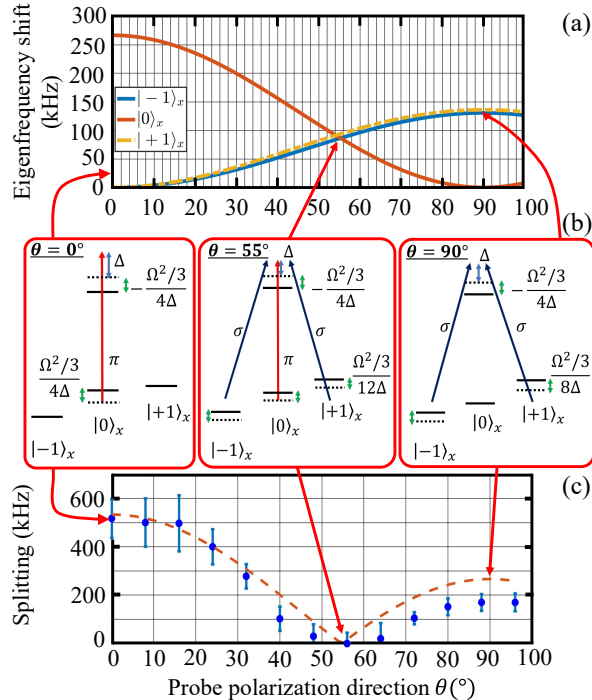 (a)
Eigenfrequency shift
(kHz)
300
250
200
150
100
50
0
|−1⟩ₓ
|0⟩ₓ
|+1⟩ₓ
0 10 20 30 40 50 60 70 80 90 100
(b)
θ = 0°
Δ
−Ω²/3
4Δ
π
Ω²/3
4Δ
|−1⟩ₓ
|0⟩ₓ
|+1⟩ₓ
θ = 55°
Δ
−Ω²/3
4Δ
σ
σ
π
Ω²/3
12Δ
|−1⟩ₓ
|0⟩ₓ
|+1⟩ₓ
θ = 90°
Δ
−Ω²/3
4Δ
σ
σ
Ω²/3
8Δ
|−1⟩ₓ
|0⟩ₓ
|+1⟩ₓ
(c)
Splitting (kHz)
600
400
200
0
0 10 20 30 40 50 60 70 80 90 100
Probe polarization direction θ(°)